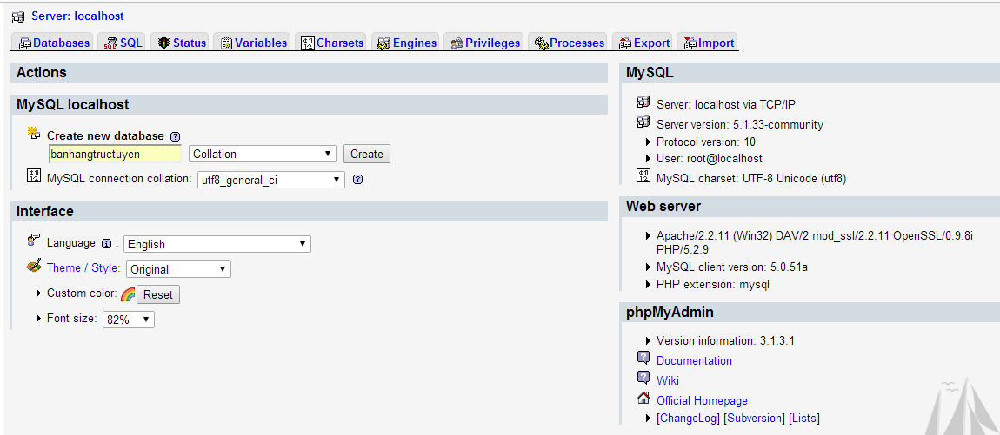 Server: localhost
Databases SQL Status Variables Charsets Engines Privileges Processes Export Import
Actions
MySQL localhost
Create new database
banhangtructuyen Collation Create
MySQL connection collation: utf8_general_ci
Interface
Language : English
Theme / Style: Original
Custom color: Reset
Font size: 82%
MySQL
Server: localhost via TCP/IP
Server version: 5.1.33-community
Protocol version: 10
User: root@localhost
MySQL charset: UTF-8 Unicode (utf8)
Web server
Apache/2.2.11 (Win32) DAV/2 mod_ssl/2.2.11 OpenSSL/0.9.8i
PHP/5.2.9
MySQL client version: 5.0.51a
PHP extension: mysql
phpMyAdmin
Version information: 3.1.3.1
Documentation
Wiki
Official Homepage
[ChangeLog] [Subversion] [Lists]